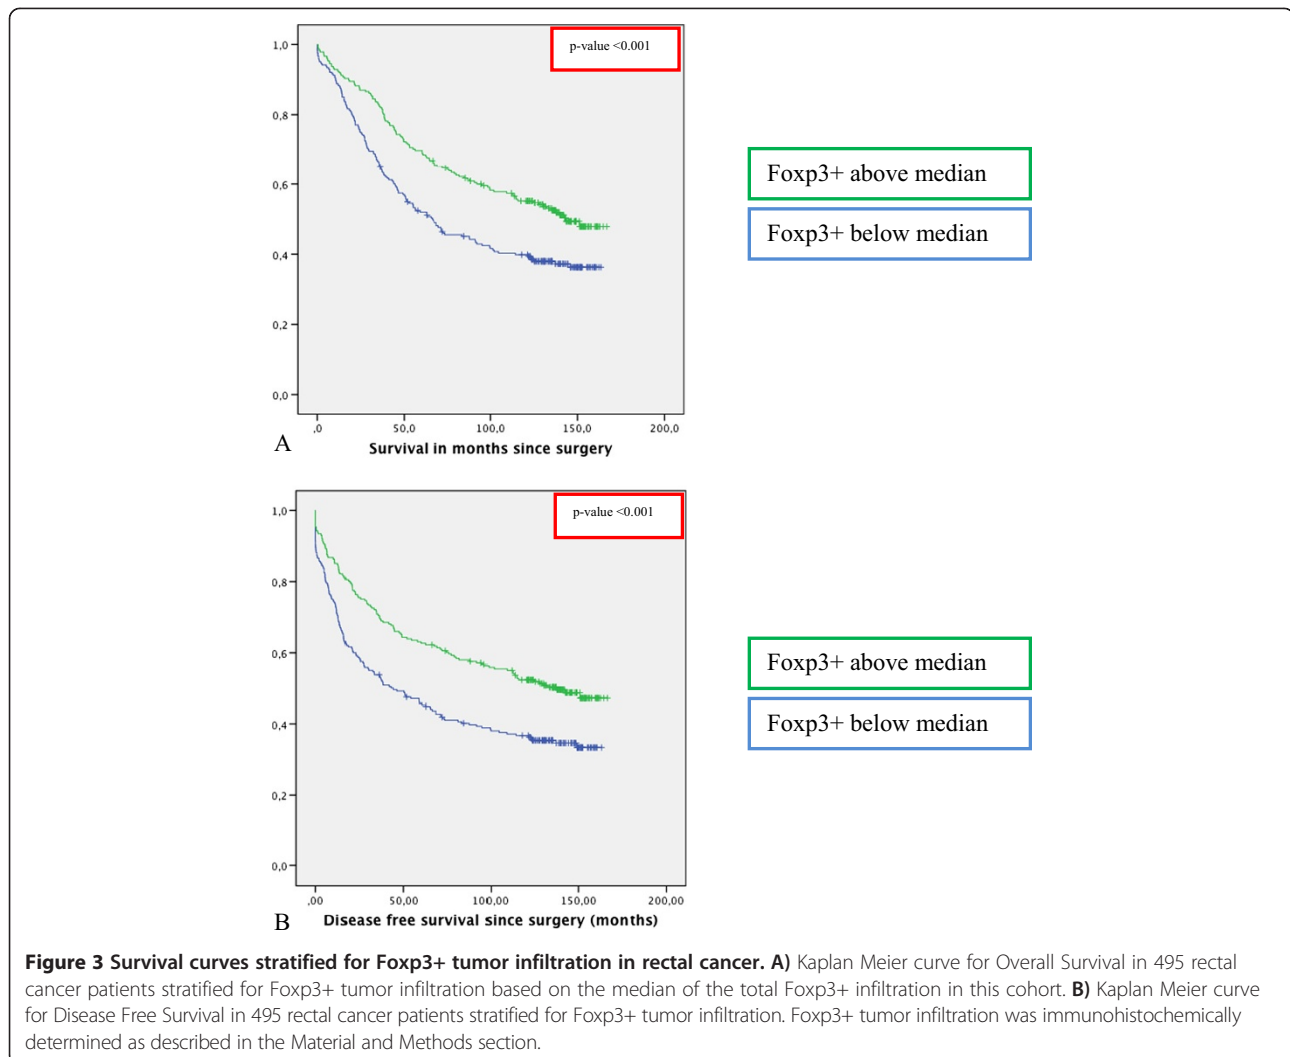 p-value <0.001
1,0
0,8
0,6
0,4
0,2
0,0
,0 50,0 100,0 150,0 200,0
A
Survival in months since surgery
Foxp3+ above median
Foxp3+ below median
p-value <0.001
1,0
0,8
0,6
0,4
0,2
0,0
,00 50,00 100,00 150,00 200,00
B
Disease free survival since surgery (months)
Foxp3+ above median
Foxp3+ below median
Figure 3 Survival curves stratified for Foxp3+ tumor infiltration in rectal cancer. A) Kaplan Meier curve for Overall Survival in 495 rectal
cancer patients stratified for Foxp3+ tumor infiltration based on the median of the total Foxp3+ infiltration in this cohort. B) Kaplan Meier curve
for Disease Free Survival in 495 rectal cancer patients stratified for Foxp3+ tumor infiltration. Foxp3+ tumor infiltration was immunohistochemically
determined as described in the Material and Methods section.